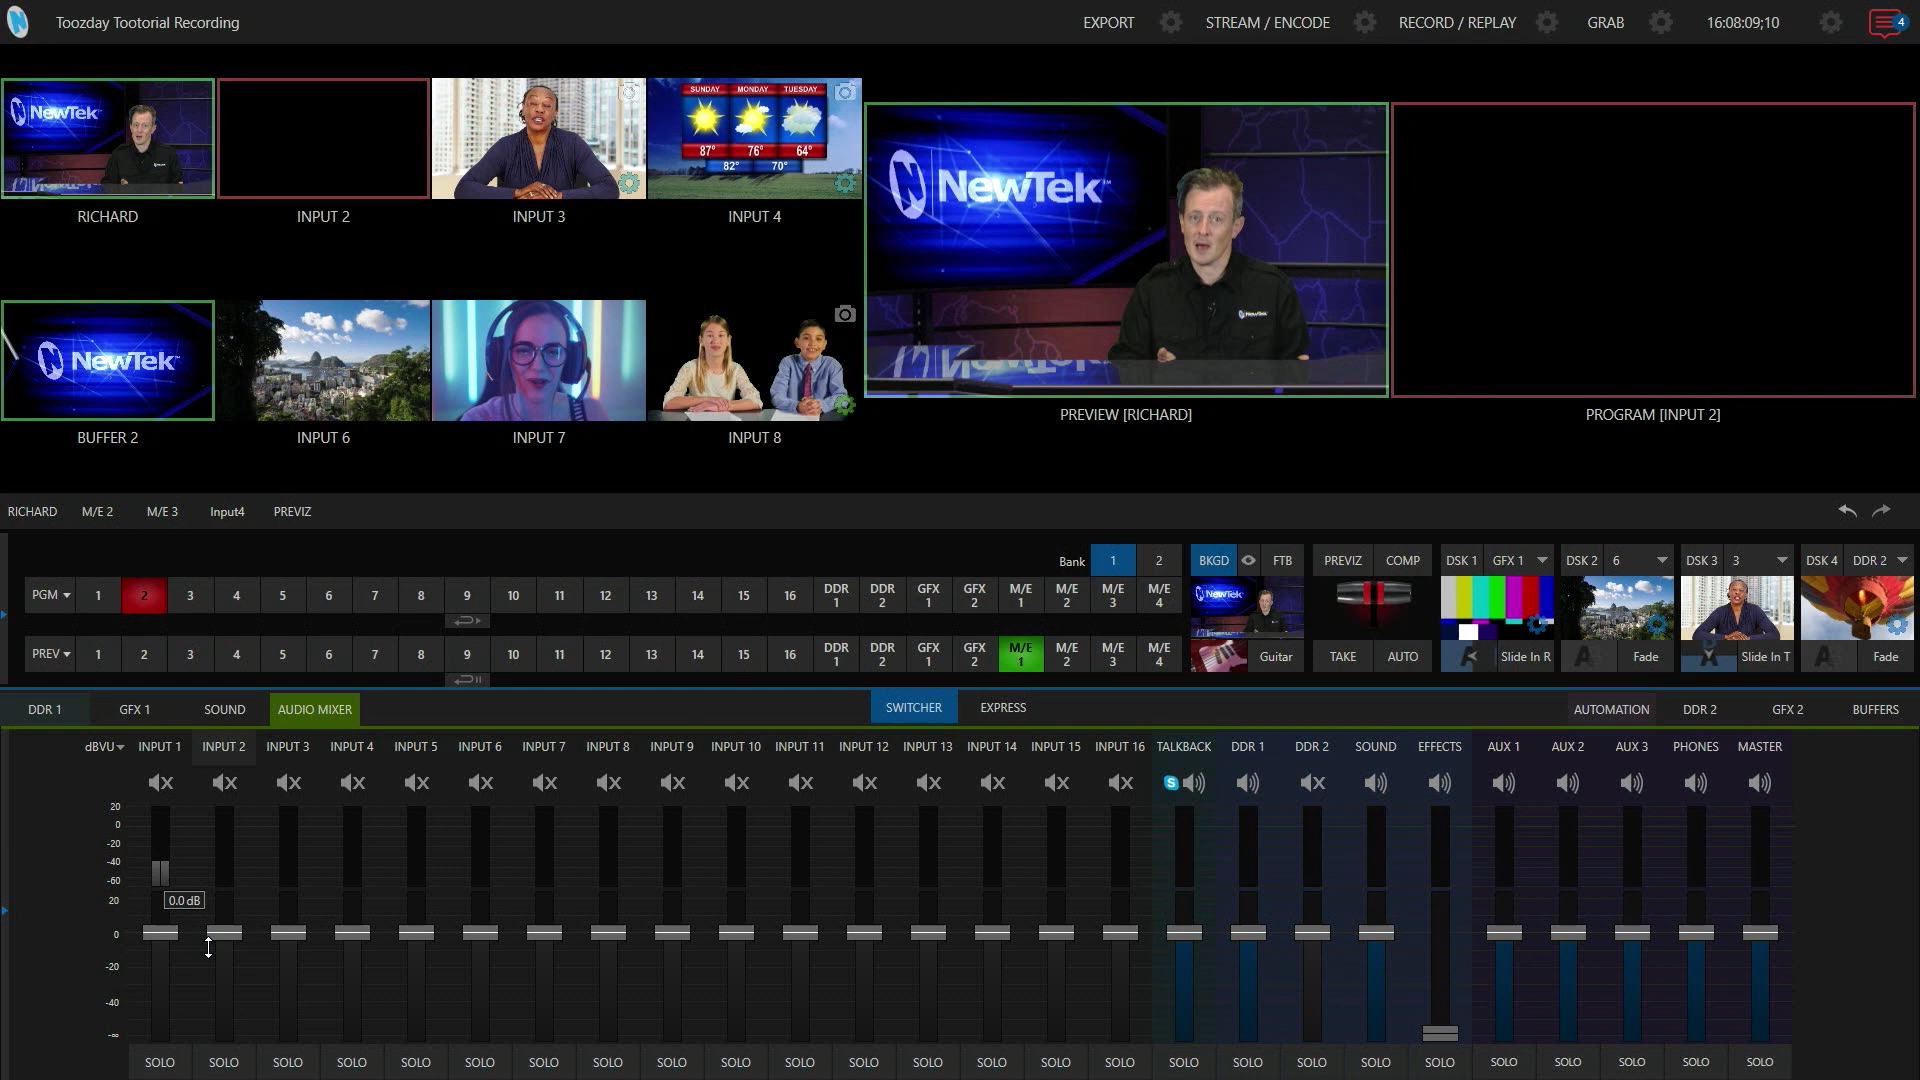 Toozday Tootorial Recording
EXPORT STREAM / ENCODE RECORD / REPLAY GRAB 16:08:09;10 4
NewTek
SUNDAY MONDAY TUESDAY
87° 76° 64°
82° 70°
RICHARD INPUT 2 INPUT 3 INPUT 4
NewTek
NewTek
PREVIEW [RICHARD] PROGRAM [INPUT 2]
NewTek
BUFFER 2 INPUT 6 INPUT 7 INPUT 8
RICHARD M/E 2 M/E 3 Input4 PREVIZ
Bank 1 2 BKGD FTB PREVIZ COMP DSK 1 GFX 1 DSK 2 6 DSK 3 3 DSK 4 DDR 2
PGM 1 2 3 4 5 6 7 8 9 10 11 12 13 14 15 16 DDR 1 DDR 2 GFX 1 GFX 2 M/E 1 M/E 2 M/E 3 M/E 4
NewTek
PREV 1 2 3 4 5 6 7 8 9 10 11 12 13 14 15 16 DDR 1 DDR 2 GFX 1 GFX 2 M/E 1 M/E 2 M/E 3 M/E 4
Guitar TAKE AUTO Slide In R Fade Slide In T Fade
DDR 1 GFX 1 SOUND AUDIO MIXER SWITCHER EXPRESS AUTOMATION DDR 2 GFX 2 BUFFERS
dBVU INPUT 1 INPUT 2 INPUT 3 INPUT 4 INPUT 5 INPUT 6 INPUT 7 INPUT 8 INPUT 9 INPUT 10 INPUT 11 INPUT 12 INPUT 13 INPUT 14 INPUT 15 INPUT 16 TALKBACK DDR 1 DDR 2 SOUND EFFECTS AUX 1 AUX 2 AUX 3 PHONES MASTER
S
20
0
-20
-40
-60
20
0.0 dB
0
-20
-40
-∞
SOLO SOLO SOLO SOLO SOLO SOLO SOLO SOLO SOLO SOLO SOLO SOLO SOLO SOLO SOLO SOLO SOLO SOLO SOLO SOLO SOLO SOLO SOLO SOLO SOLO SOLO